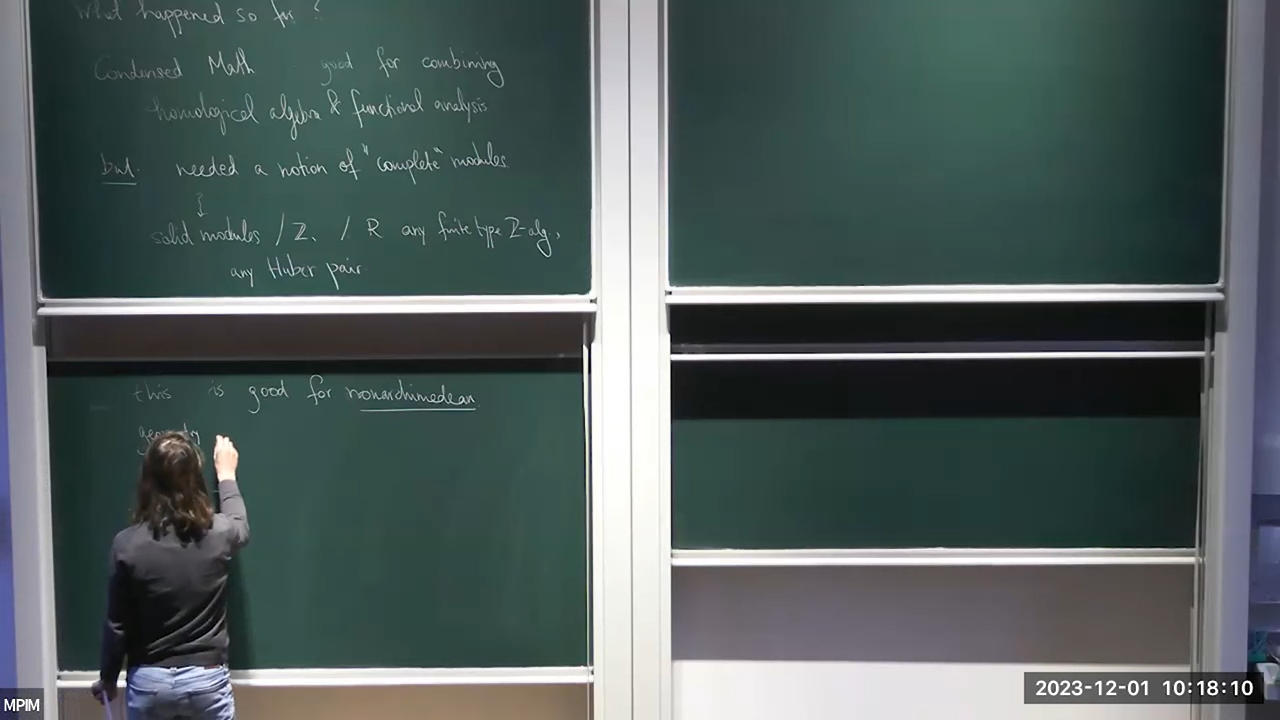 What happened so far?
Condensed Math good for combining
homological algebra & functional analysis
but: needed a notion of "complete" modules
solid modules / Z, / R any finite type Z-alg,
any Huber pair
this is good for nonarchimedean
geometry
MPIM
2023-12-01 10:18:10